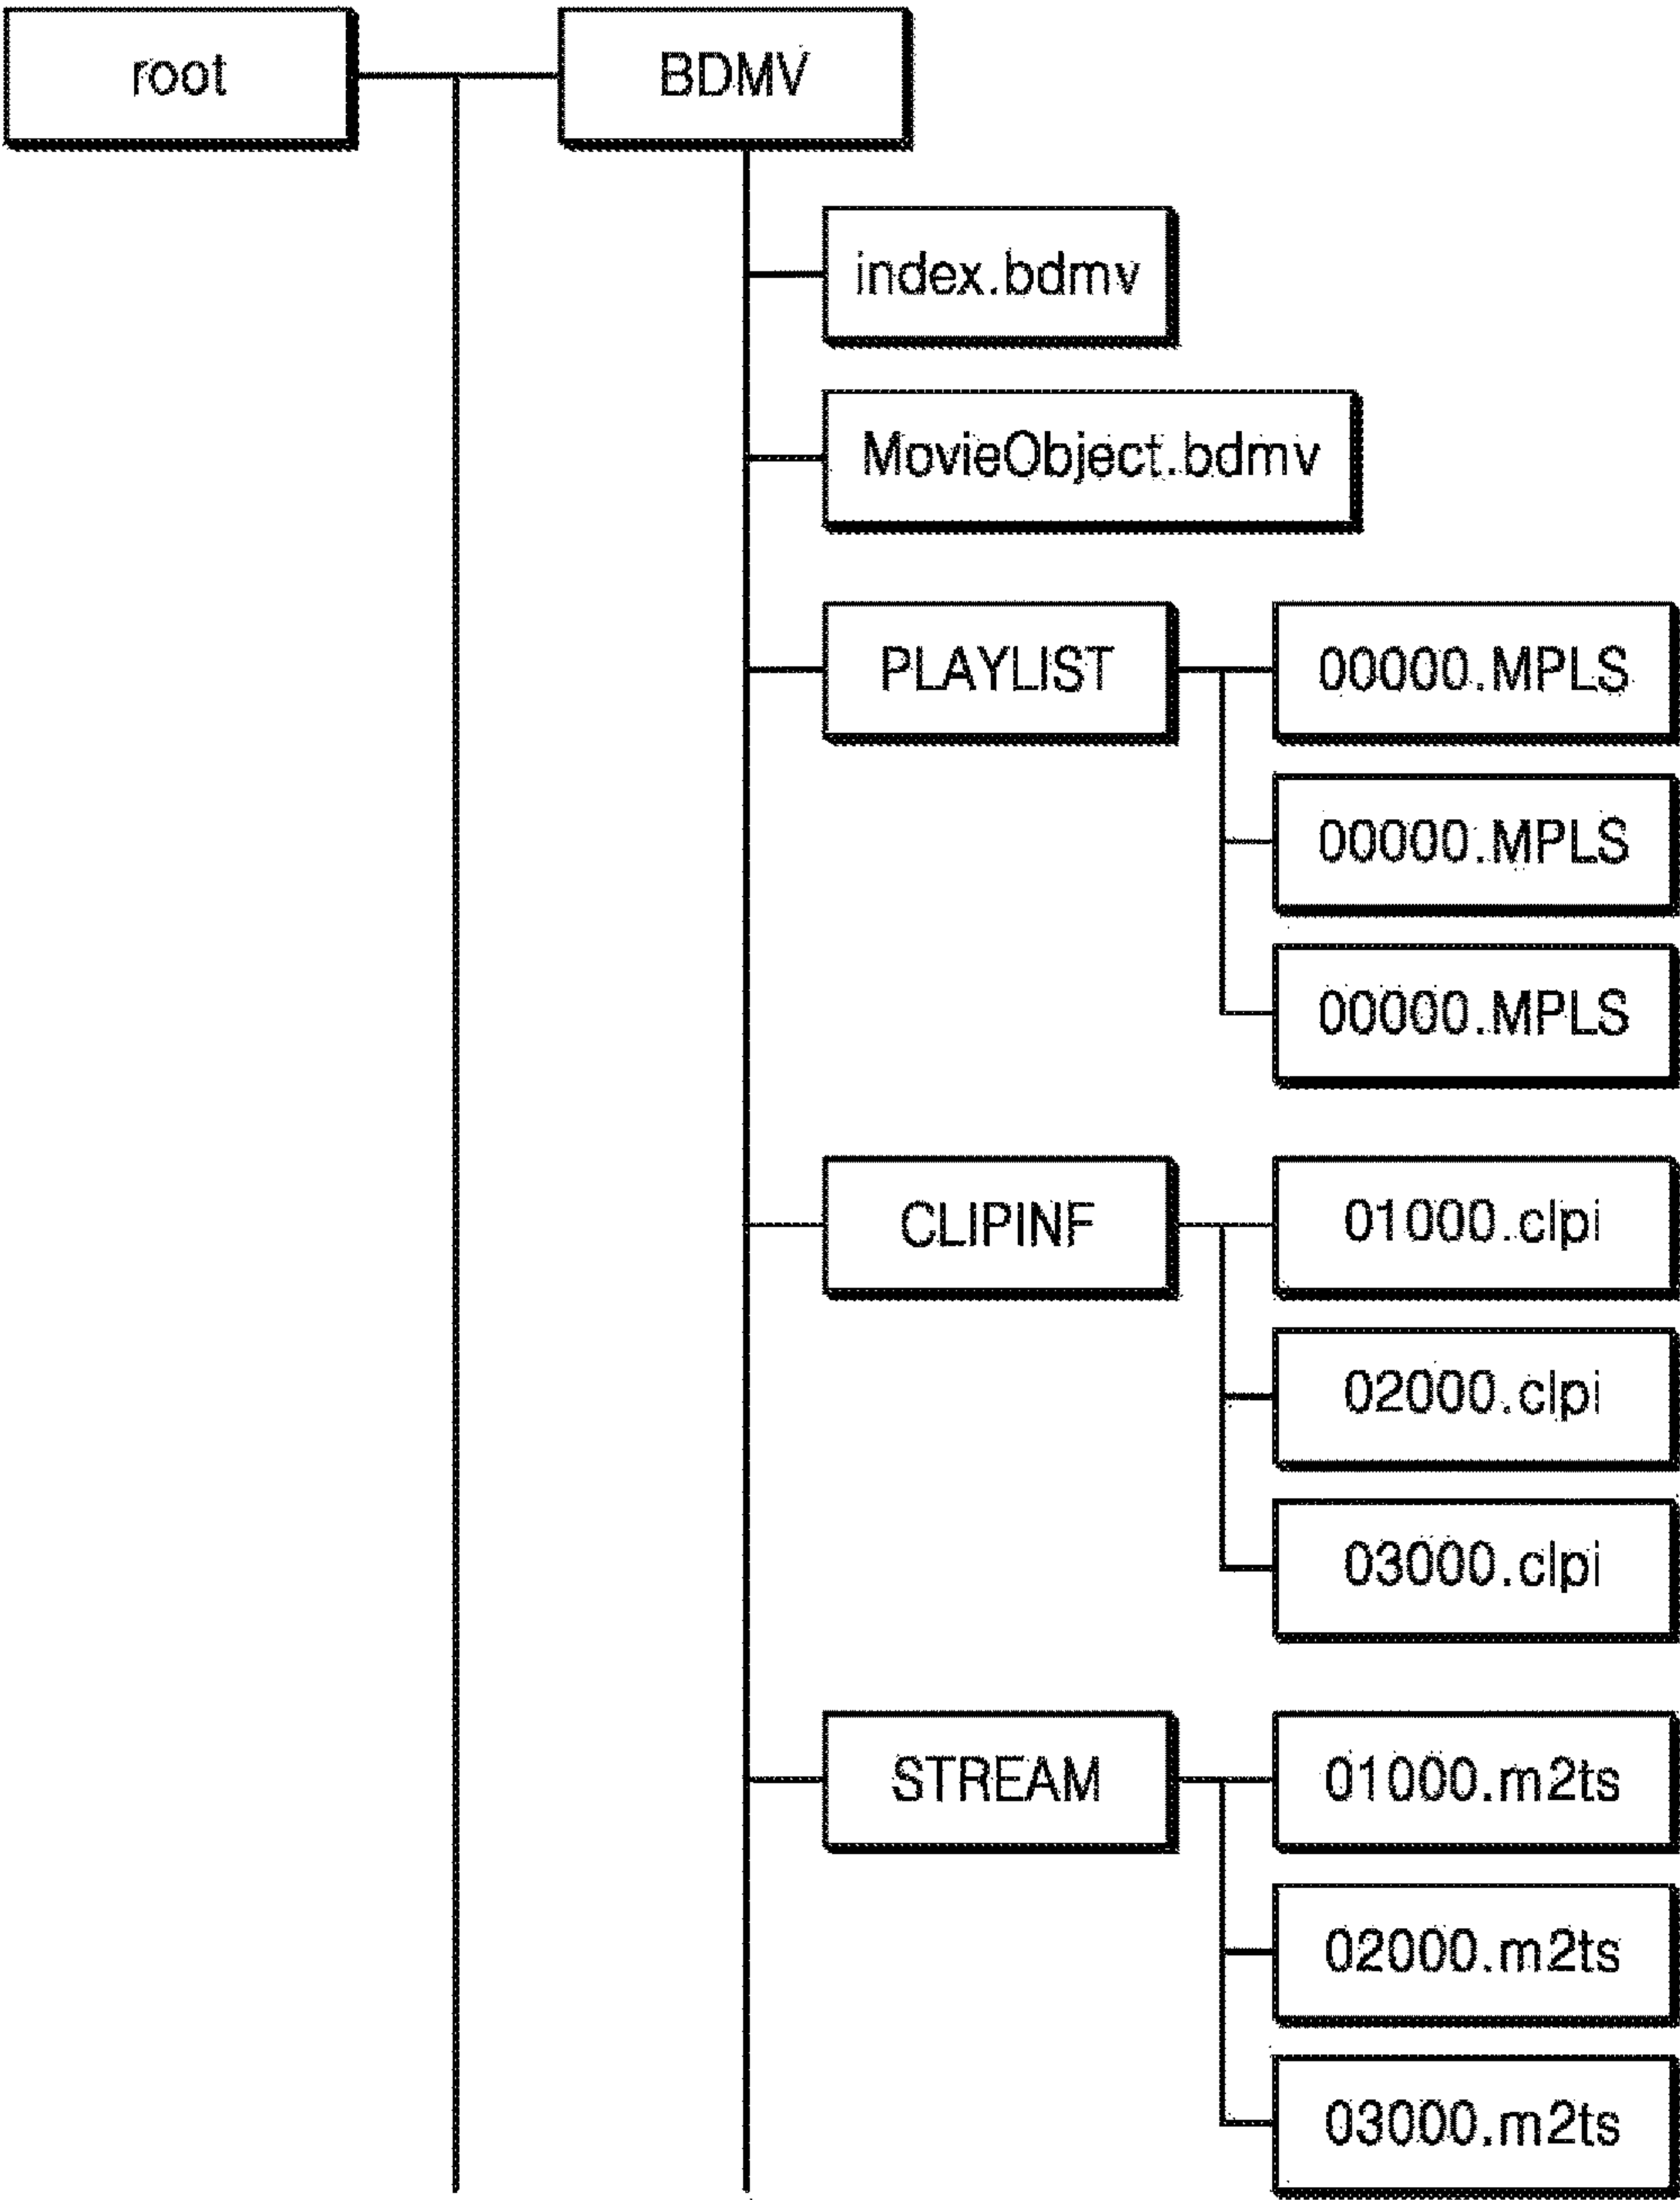 root
BDMV
index.bdmv
MovieObject.bdmv
PLAYLIST
00000.MPLS
00000.MPLS
00000.MPLS
CLIPINF
01000.clpi
02000.clpi
03000.clpi
STREAM
01000.m2ts
02000.m2ts
03000.m2ts